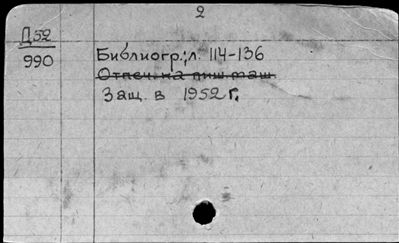 2
Д52
990
Библиогр.: л. 114-136
Отпеч. на пиш. маш.
Защ. в 1952 г.